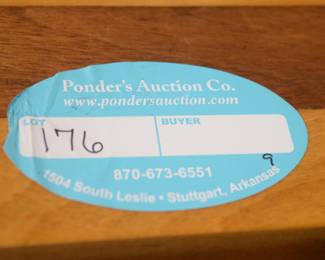 Ponder's Auction Co.
www.pondersauction.com
LOT BUYER
176
870-673-6551
9
1504 South Leslie • Stuttgart, Arkansas